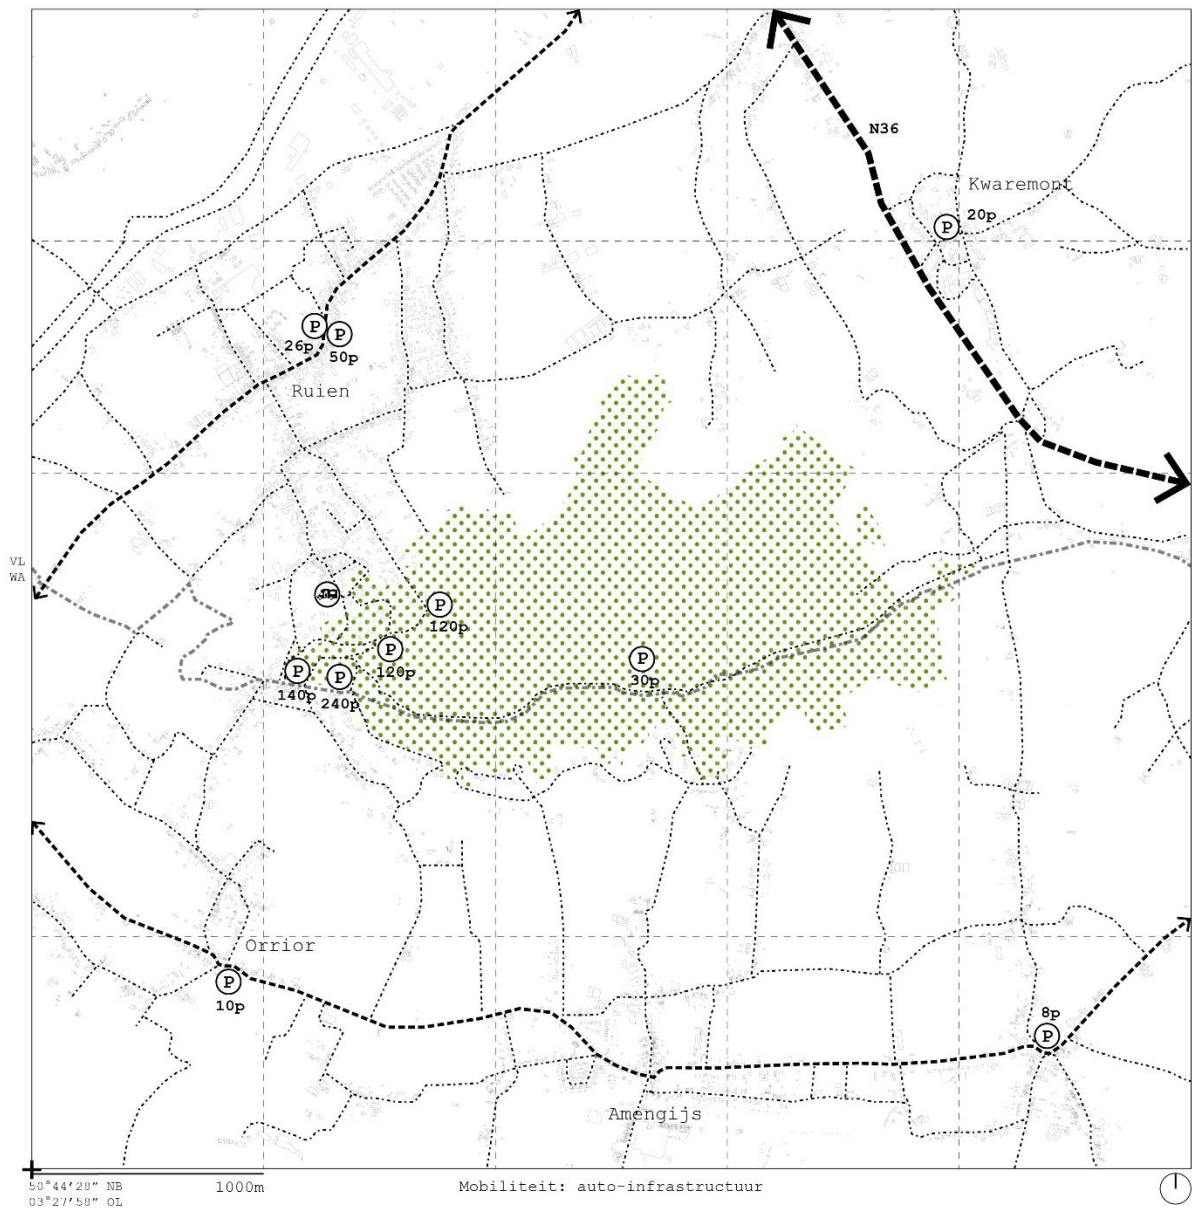 N36
Kwaremont
P 20p
P P
26p
50p
Ruien
VL
WA
P
120p
P
120p
P
140p
P
240p
P
30p
Orrior
P
10p
8p
P
Amengijs
50°44'28" NB
03°27'58" OL
1000m
Mobiliteit: auto-infrastructuur